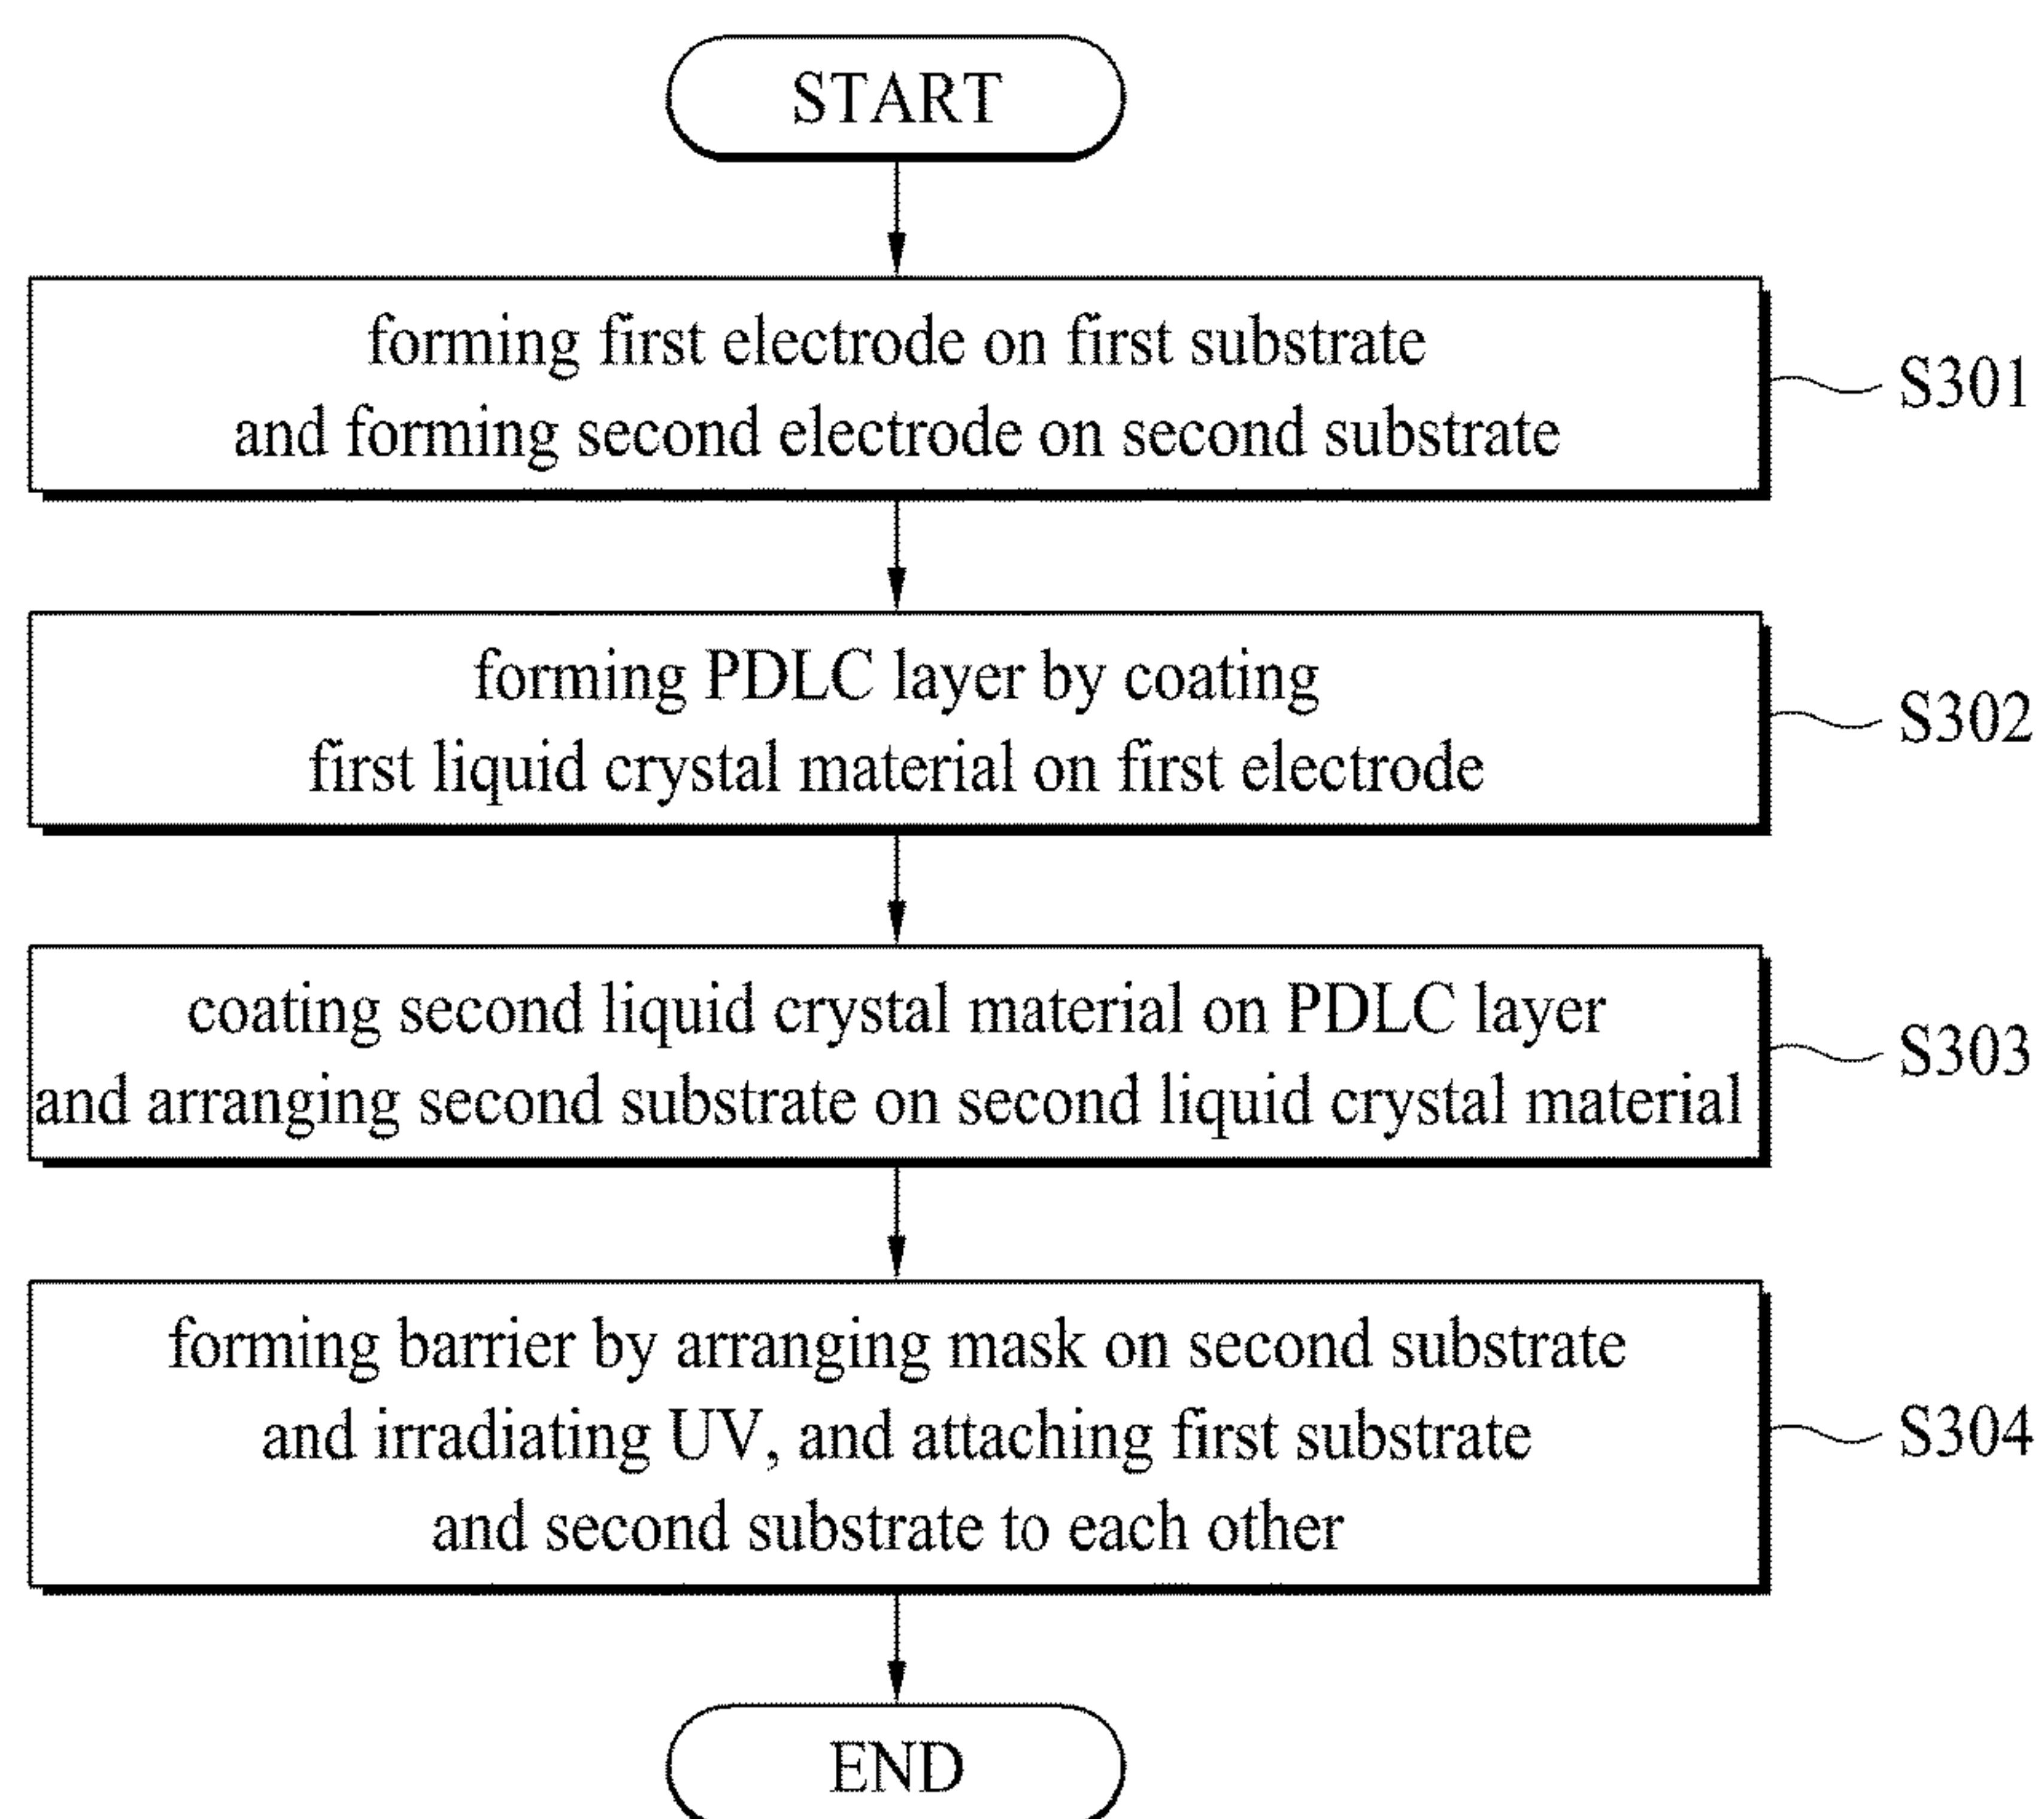 START
forming first electrode on first substrate
and forming second electrode on second substrate
S301
forming PDLC layer by coating
first liquid crystal material on first electrode
S302
coating second liquid crystal material on PDLC layer
and arranging second substrate on second liquid crystal material
S303
forming barrier by arranging mask on second substrate
and irradiating UV, and attaching first substrate
and second substrate to each other
S304
END